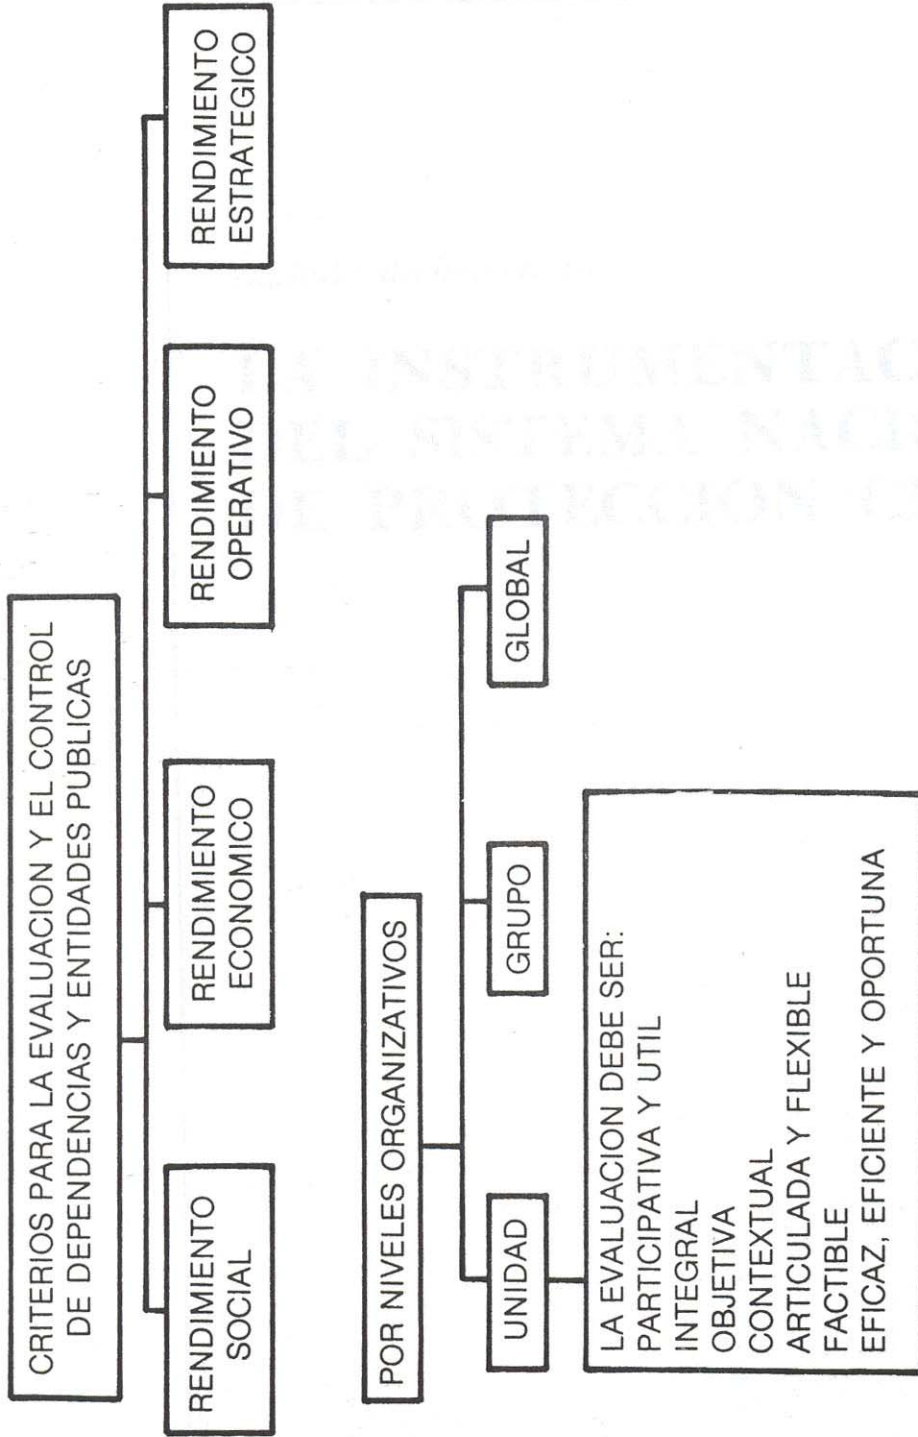 CRITERIOS PARA LA EVALUACION Y EL CONTROL
DE DEPENDENCIAS Y ENTIDADES PUBLICAS
RENDIMIENTO
SOCIAL
RENDIMIENTO
ECONOMICO
RENDIMIENTO
OPERATIVO
RENDIMIENTO
ESTRATEGICO
POR NIVELES ORGANIZATIVOS
UNIDAD
GRUPO
GLOBAL
LA EVALUACION DEBE SER:
PARTICIPATIVA Y UTIL
INTEGRAL
OBJETIVA
CONTEXTUAL
ARTICULADA Y FLEXIBLE
FACTIBLE
EFICAZ, EFICIENTE Y OPORTUNA